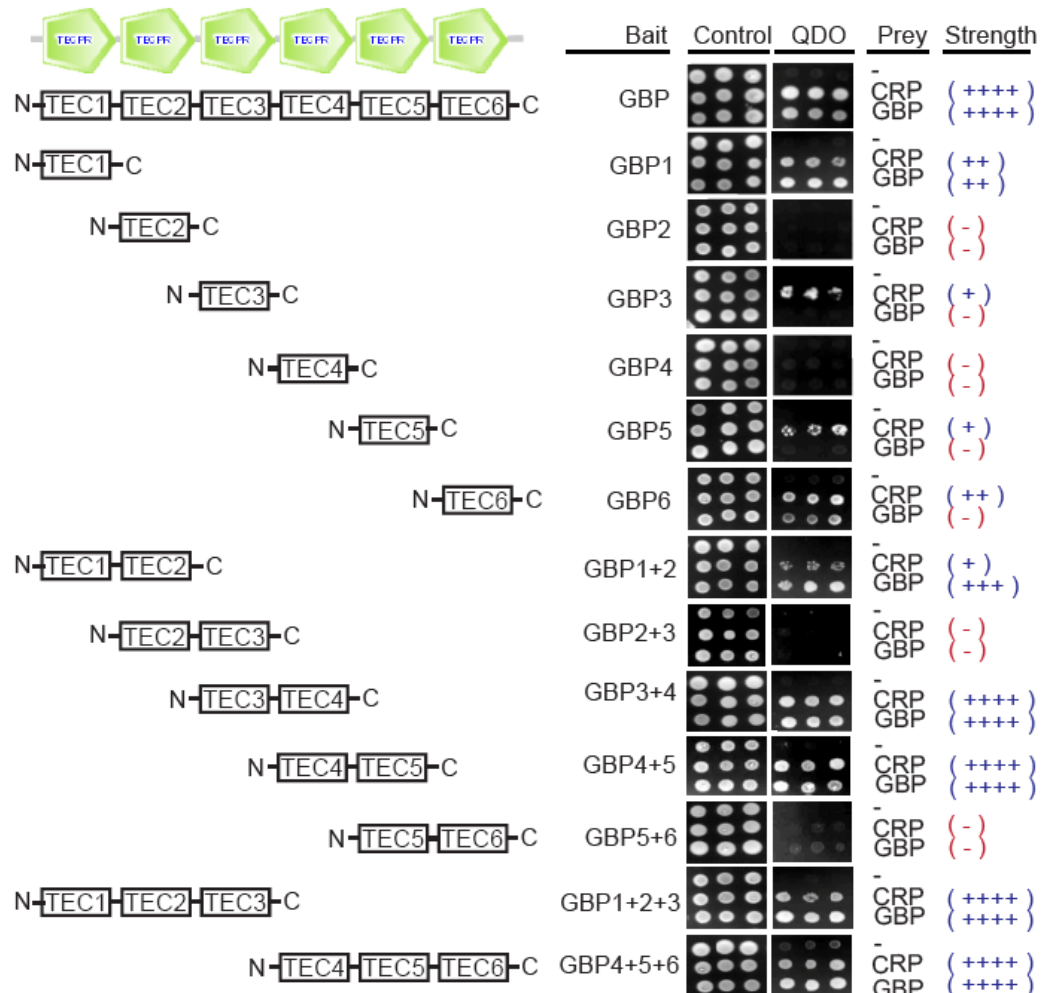 TECPR TECPR TECPR TECPR TECPR TECPR
Bait Control QDO Prey Strength
N-TEC1-TEC2-TEC3-TEC4-TEC5-TEC6-C
GBP
-
CRP ( ++++ )
GBP ( ++++ )
N-TEC1-C
GBP1
-
CRP ( ++ )
GBP ( ++ )
N-TEC2-C
GBP2
-
CRP ( - )
GBP ( - )
N-TEC3-C
GBP3
-
CRP ( + )
GBP ( - )
N-TEC4-C
GBP4
-
CRP ( - )
GBP ( - )
N-TEC5-C
GBP5
-
CRP ( + )
GBP ( - )
N-TEC6-C
GBP6
-
CRP ( ++ )
GBP ( - )
N-TEC1-TEC2-C
GBP1+2
-
CRP ( + )
GBP ( +++ )
N-TEC2-TEC3-C
GBP2+3
-
CRP ( - )
GBP ( - )
N-TEC3-TEC4-C
GBP3+4
-
CRP ( ++++ )
GBP ( ++++ )
N-TEC4-TEC5-C
GBP4+5
-
CRP ( ++++ )
GBP ( ++++ )
N-TEC5-TEC6-C
GBP5+6
-
CRP ( - )
GBP ( - )
N-TEC1-TEC2-TEC3-C
GBP1+2+3
-
CRP ( ++++ )
GBP ( ++++ )
N-TEC4-TEC5-TEC6-C
GBP4+5+6
-
CRP ( ++++ )
GBP ( ++++ )